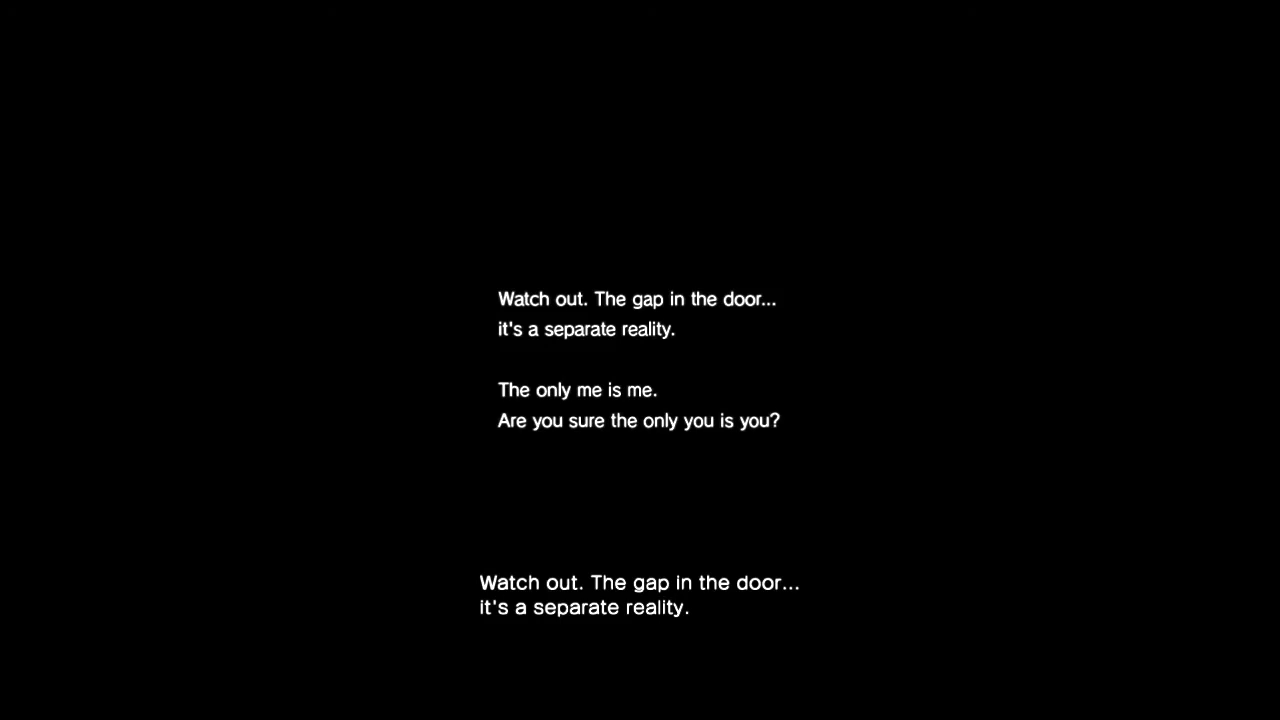 Watch out. The gap in the door...
it's a separate reality.
The only me is me.
Are you sure the only you is you?
Watch out. The gap in the door...
it's a separate reality.